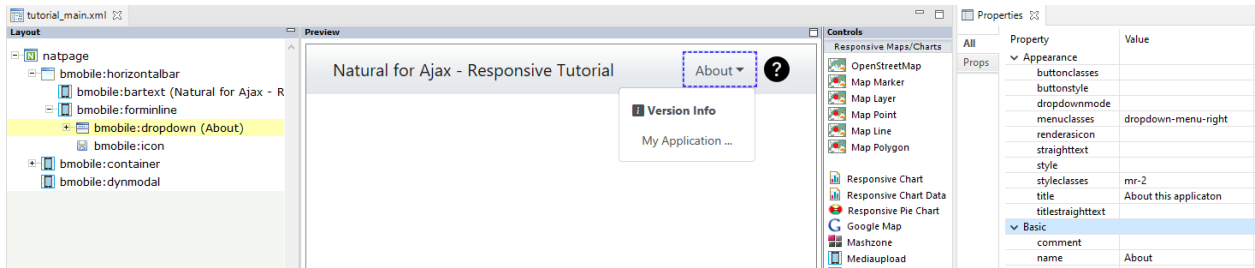 tutorial_main.xml
Layout
natpage
bmobile:horizontalbar
bmobile:bartext (Natural for Ajax - R
bmobile:forminline
bmobile:dropdown (About)
bmobile:icon
bmobile:container
bmobile:dynmodal
Preview
Natural for Ajax - Responsive Tutorial
About
?
i Version Info
My Application ...
Controls
Responsive Maps/Charts
OpenStreetMap
Map Marker
Map Layer
Map Point
Map Line
Map Polygon
Responsive Chart
Responsive Chart Data
Responsive Pie Chart
Google Map
Mashzone
Mediaupload
Properties
All
Props
Property Value
Appearance
buttonclasses
buttonstyle
dropdownmode
menuclasses dropdown-menu-right
renderasicon
straighttext
style
styleclasses mr-2
title About this applicaton
titlestraighttext
Basic
comment
name About